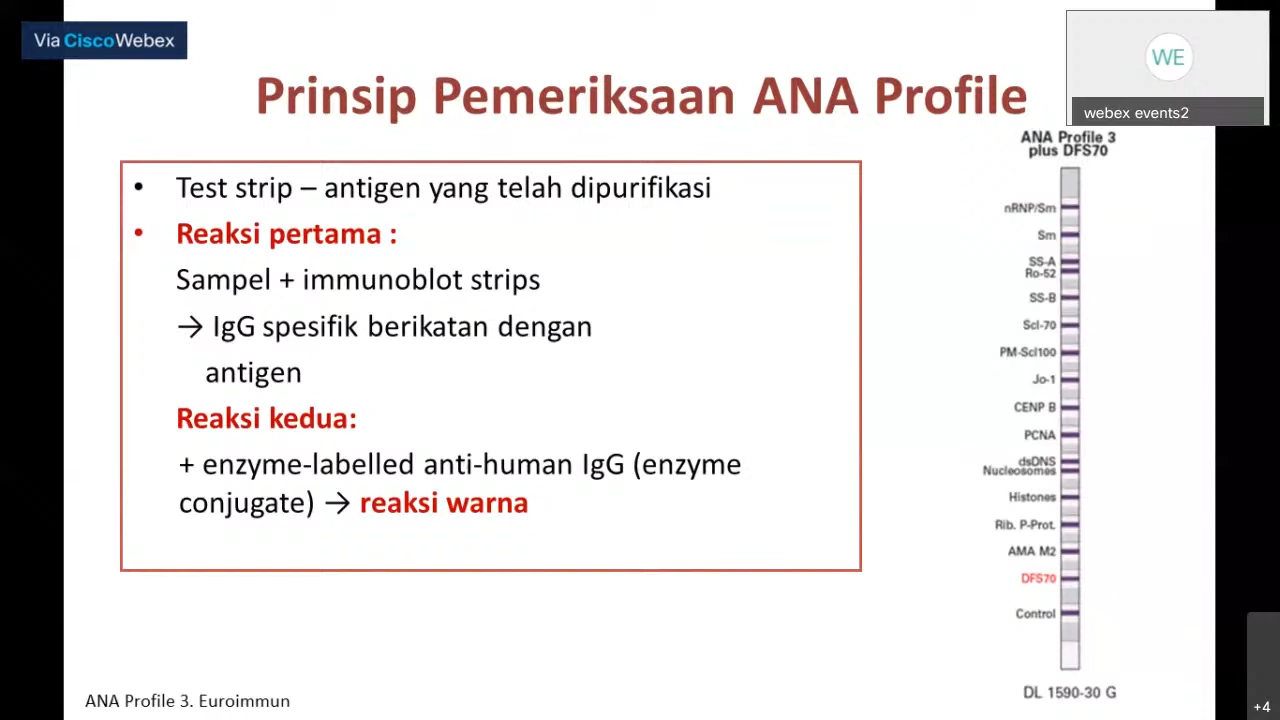 Via CiscoWebex
WE
webex events2
Prinsip Pemeriksaan ANA Profile
• Test strip – antigen yang telah dipurifikasi
• Reaksi pertama :
Sampel + immunoblot strips
→ IgG spesifik berikatan dengan
antigen
Reaksi kedua:
+ enzyme-labelled anti-human IgG (enzyme
conjugate) → reaksi warna
ANA Profile 3
plus DFS70
nRNP/Sm
Sm
SS-A
Ro-52
SS-B
Scl-70
PM-Scl100
Jo-1
CENP B
PCNA
dsDNS
Nucleosomes
Histones
Rib. P-Prot.
AMA M2
DFS70
Control
DL 1590-30 G
ANA Profile 3. Euroimmun
+4